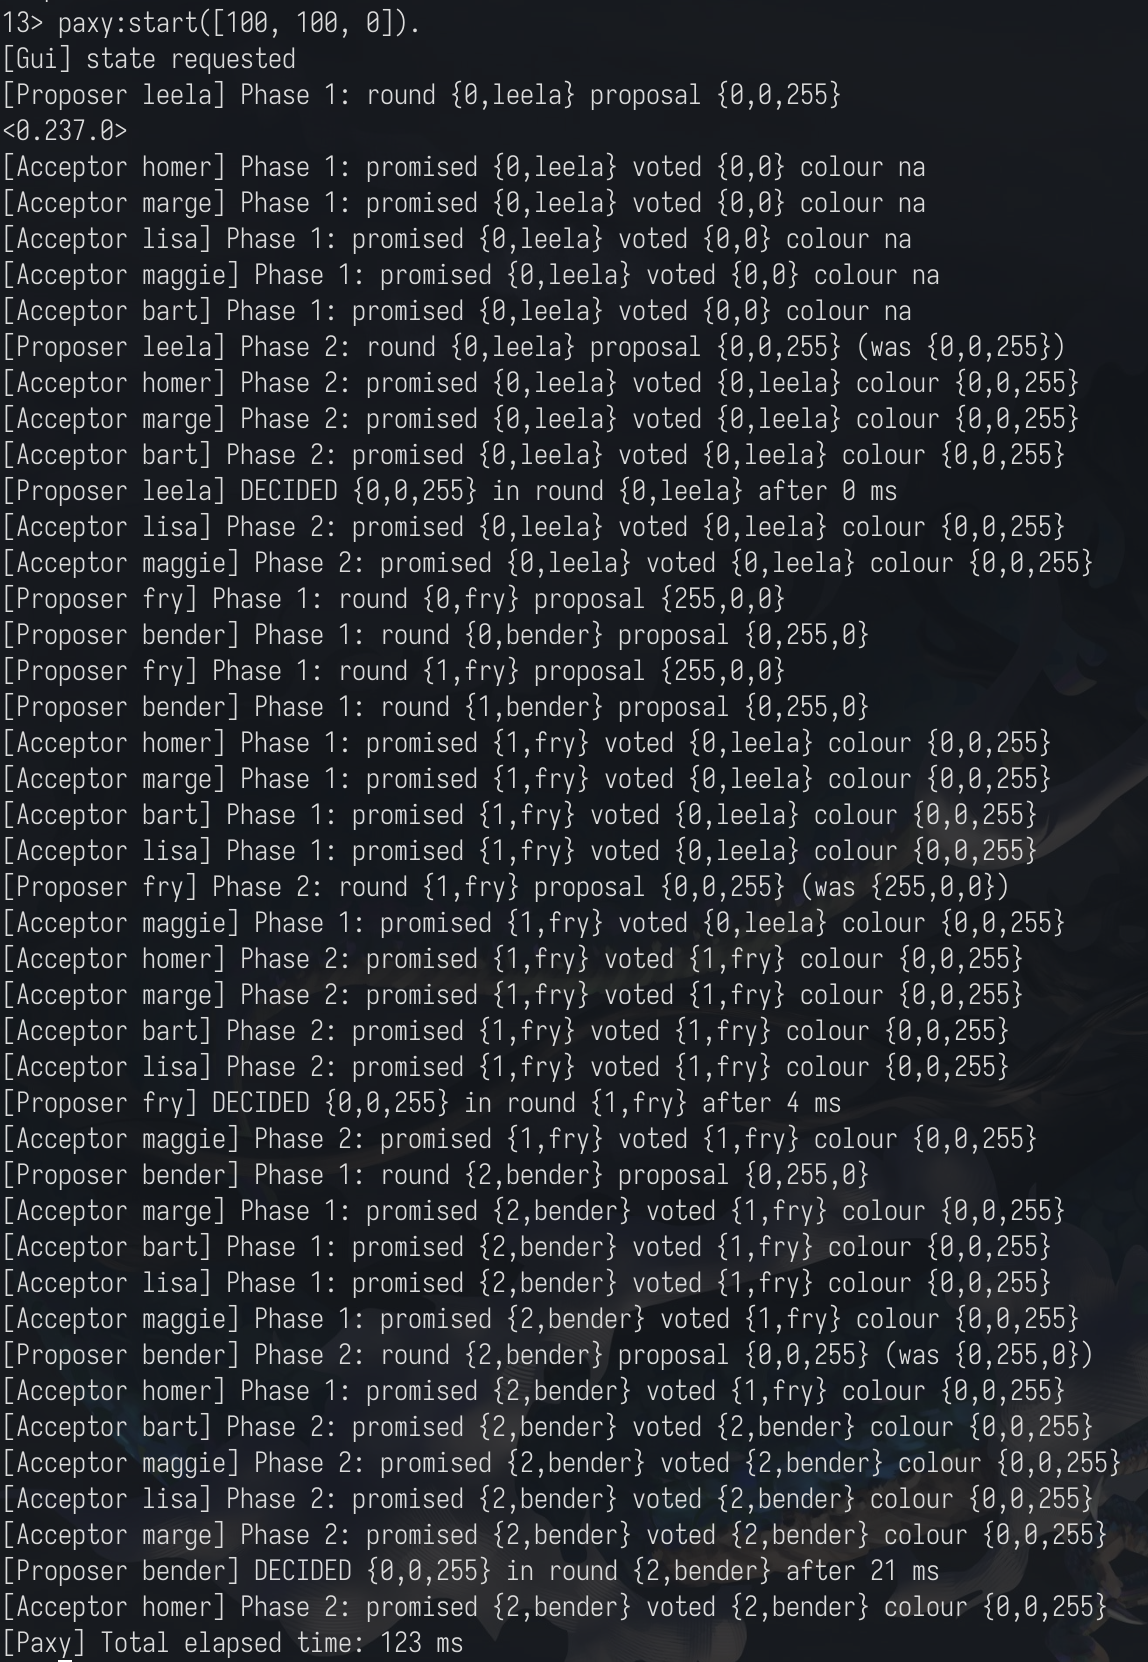 13> paxy:start([100, 100, 0]).
[Gui] state requested
[Proposer leela] Phase 1: round {0,leela} proposal {0,0,255}
<0.237.0>
[Acceptor homer] Phase 1: promised {0,leela} voted {0,0} colour na
[Acceptor marge] Phase 1: promised {0,leela} voted {0,0} colour na
[Acceptor lisa] Phase 1: promised {0,leela} voted {0,0} colour na
[Acceptor maggie] Phase 1: promised {0,leela} voted {0,0} colour na
[Acceptor bart] Phase 1: promised {0,leela} voted {0,0} colour na
[Proposer leela] Phase 2: round {0,leela} proposal {0,0,255} (was {0,0,255})
[Acceptor homer] Phase 2: promised {0,leela} voted {0,leela} colour {0,0,255}
[Acceptor marge] Phase 2: promised {0,leela} voted {0,leela} colour {0,0,255}
[Acceptor bart] Phase 2: promised {0,leela} voted {0,leela} colour {0,0,255}
[Proposer leela] DECIDED {0,0,255} in round {0,leela} after 0 ms
[Acceptor lisa] Phase 2: promised {0,leela} voted {0,leela} colour {0,0,255}
[Acceptor maggie] Phase 2: promised {0,leela} voted {0,leela} colour {0,0,255}
[Proposer fry] Phase 1: round {0,fry} proposal {255,0,0}
[Proposer bender] Phase 1: round {0,bender} proposal {0,255,0}
[Proposer fry] Phase 1: round {1,fry} proposal {255,0,0}
[Proposer bender] Phase 1: round {1,bender} proposal {0,255,0}
[Acceptor homer] Phase 1: promised {1,fry} voted {0,leela} colour {0,0,255}
[Acceptor marge] Phase 1: promised {1,fry} voted {0,leela} colour {0,0,255}
[Acceptor bart] Phase 1: promised {1,fry} voted {0,leela} colour {0,0,255}
[Acceptor lisa] Phase 1: promised {1,fry} voted {0,leela} colour {0,0,255}
[Proposer fry] Phase 2: round {1,fry} proposal {0,0,255} (was {255,0,0})
[Acceptor maggie] Phase 1: promised {1,fry} voted {0,leela} colour {0,0,255}
[Acceptor homer] Phase 2: promised {1,fry} voted {1,fry} colour {0,0,255}
[Acceptor marge] Phase 2: promised {1,fry} voted {1,fry} colour {0,0,255}
[Acceptor bart] Phase 2: promised {1,fry} voted {1,fry} colour {0,0,255}
[Acceptor lisa] Phase 2: promised {1,fry} voted {1,fry} colour {0,0,255}
[Proposer fry] DECIDED {0,0,255} in round {1,fry} after 4 ms
[Acceptor maggie] Phase 2: promised {1,fry} voted {1,fry} colour {0,0,255}
[Proposer bender] Phase 1: round {2,bender} proposal {0,255,0}
[Acceptor marge] Phase 1: promised {2,bender} voted {1,fry} colour {0,0,255}
[Acceptor bart] Phase 1: promised {2,bender} voted {1,fry} colour {0,0,255}
[Acceptor lisa] Phase 1: promised {2,bender} voted {1,fry} colour {0,0,255}
[Acceptor maggie] Phase 1: promised {2,bender} voted {1,fry} colour {0,0,255}
[Proposer bender] Phase 2: round {2,bender} proposal {0,0,255} (was {0,255,0})
[Acceptor homer] Phase 1: promised {2,bender} voted {1,fry} colour {0,0,255}
[Acceptor bart] Phase 2: promised {2,bender} voted {2,bender} colour {0,0,255}
[Acceptor maggie] Phase 2: promised {2,bender} voted {2,bender} colour {0,0,255}
[Acceptor lisa] Phase 2: promised {2,bender} voted {2,bender} colour {0,0,255}
[Acceptor marge] Phase 2: promised {2,bender} voted {2,bender} colour {0,0,255}
[Proposer bender] DECIDED {0,0,255} in round {2,bender} after 21 ms
[Acceptor homer] Phase 2: promised {2,bender} voted {2,bender} colour {0,0,255}
[Paxy] Total elapsed time: 123 ms